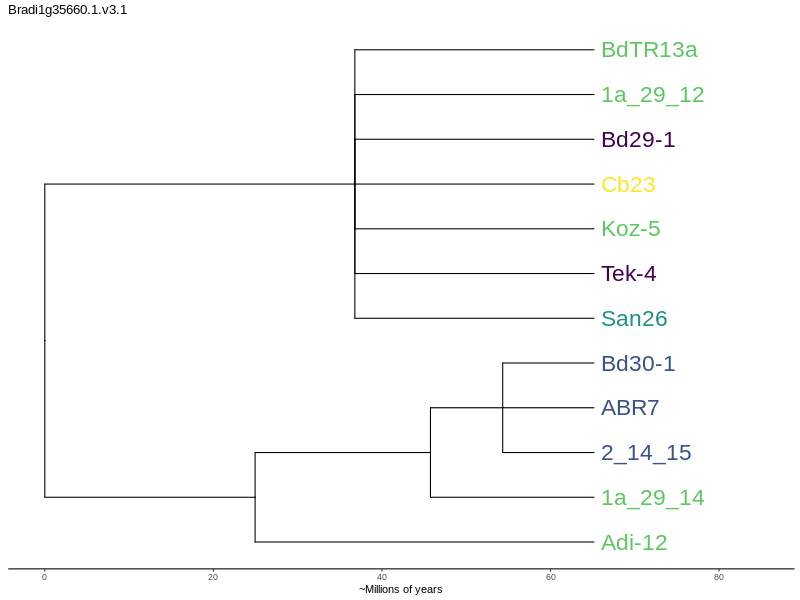 Bradi1g35660.1.v3.1
BdTR13a
1a_29_12
Bd29-1
Cb23
Koz-5
Tek-4
San26
Bd30-1
ABR7
2_14_15
1a_29_14
Adi-12
0 20 40 60 80
~Millions of years